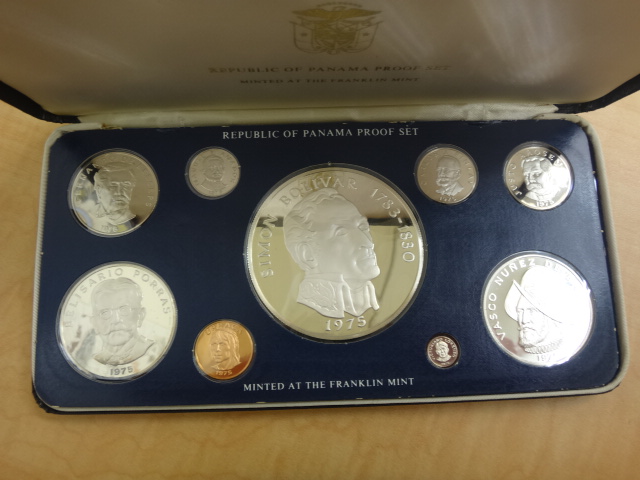 REPUBLIC OF PANAMA PROOF SET
MINTED AT THE FRANKLIN MINT
REPUBLIC OF PANAMA PROOF SET
SIMON BOLIVAR 1783-1830
1975
BELISARIO PORRAS
1975
1975
VASCO NUÑEZ
MINTED AT THE FRANKLIN MINT